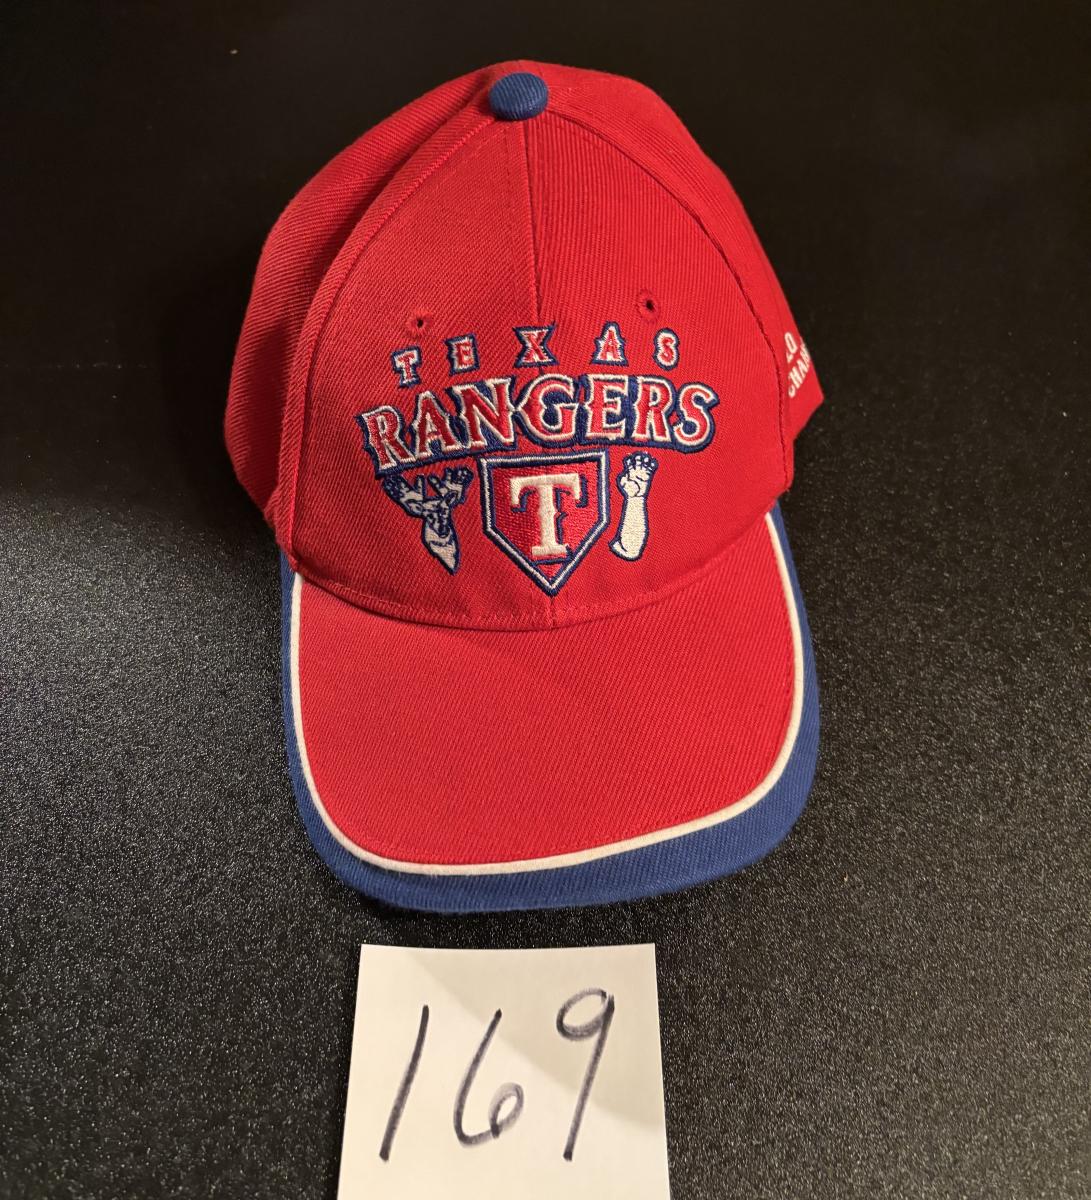 TEXAS
RANGERS
T
169